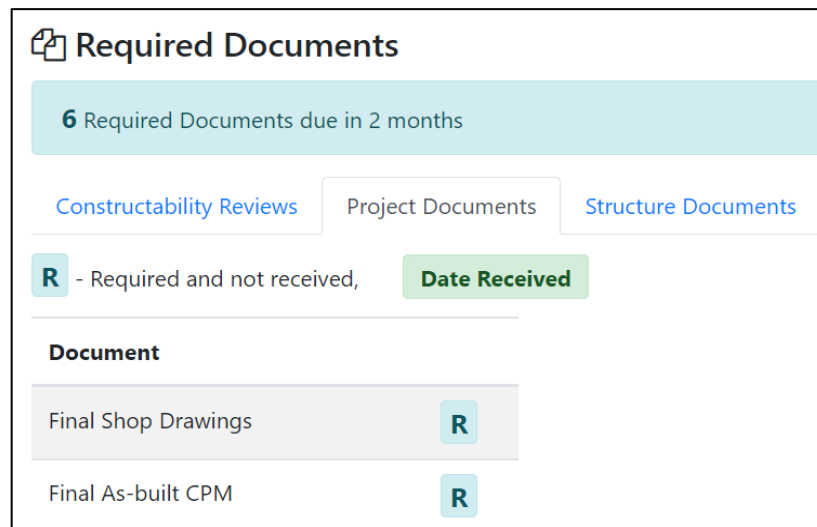 Required Documents
6 Required Documents due in 2 months
Constructability Reviews Project Documents Structure Documents
R - Required and not received, Date Received
Document
Final Shop Drawings R
Final As-built CPM R